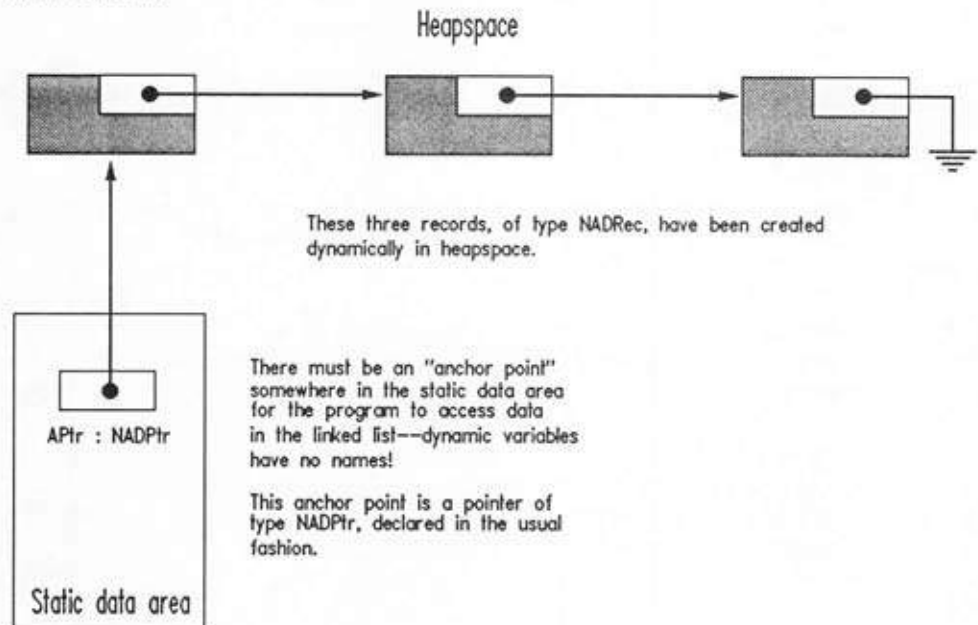 Heapspace
These three records, of type NADRec, have been created
dynamically in heapspace.
There must be an "anchor point"
somewhere in the static data area
for the program to access data
in the linked list--dynamic variables
have no names!
APtr : NADPtr
This anchor point is a pointer of
type NADPtr, declared in the usual
fashion.
Static data area